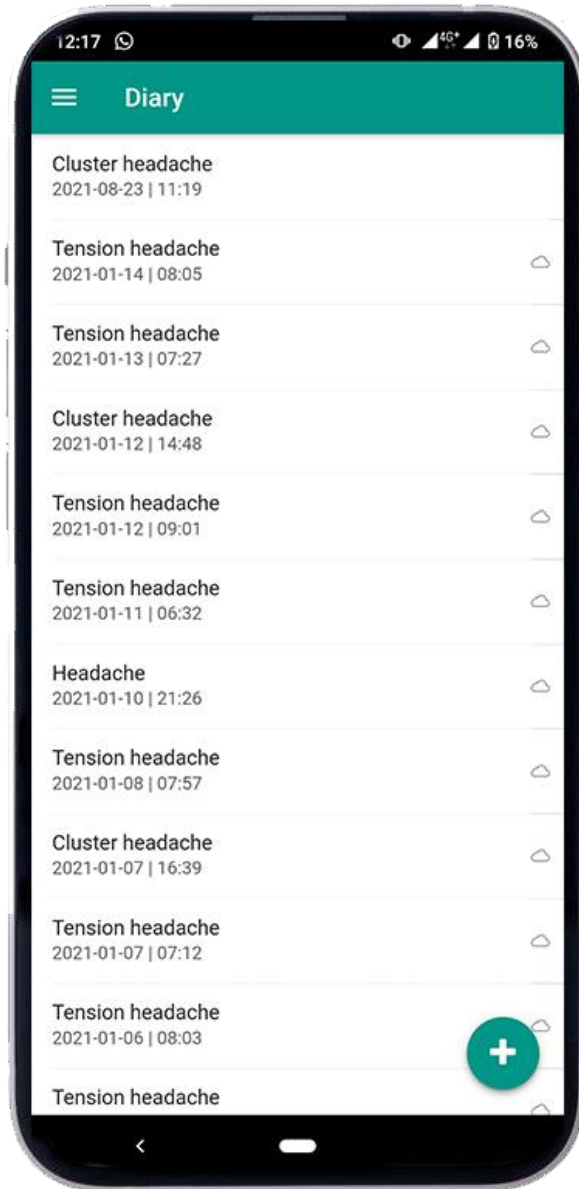 12:17 4G+ 16%
Diary
Cluster headache
2021-08-23 | 11:19
Tension headache
2021-01-14 | 08:05
Tension headache
2021-01-13 | 07:27
Cluster headache
2021-01-12 | 14:48
Tension headache
2021-01-12 | 09:01
Tension headache
2021-01-11 | 06:32
Headache
2021-01-10 | 21:26
Tension headache
2021-01-08 | 07:57
Cluster headache
2021-01-07 | 16:39
Tension headache
2021-01-07 | 07:12
Tension headache
2021-01-06 | 08:03
Tension headache